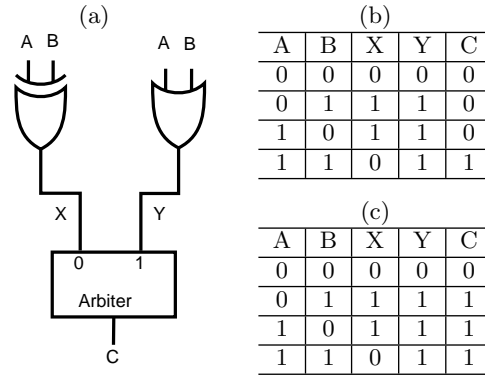 (a)
A B
A B
X
Y
0 1
Arbiter
C
(b)
A B X Y C
0 0 0 0 0
0 1 1 1 0
1 0 1 1 0
1 1 0 1 1
(c)
A B X Y C
0 0 0 0 0
0 1 1 1 1
1 0 1 1 1
1 1 0 1 1